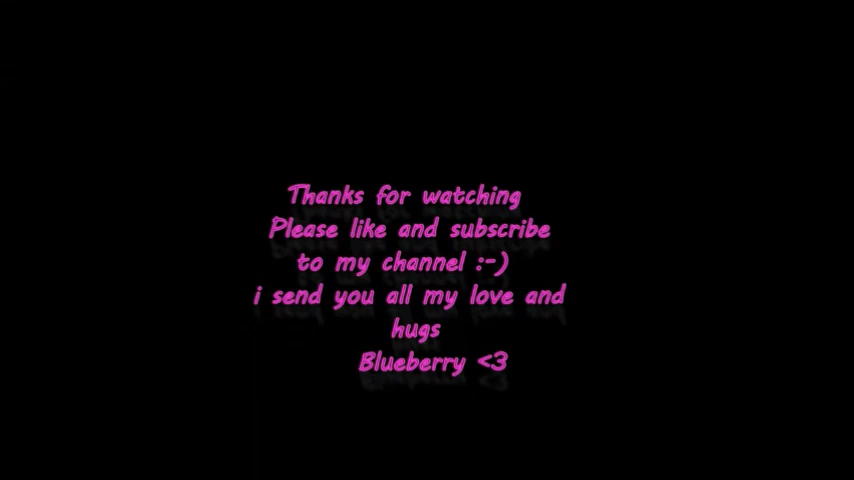 Thanks for watching
Please like and subscribe
to my channel :-)
i send you all my love and
hugs
Blueberry <3